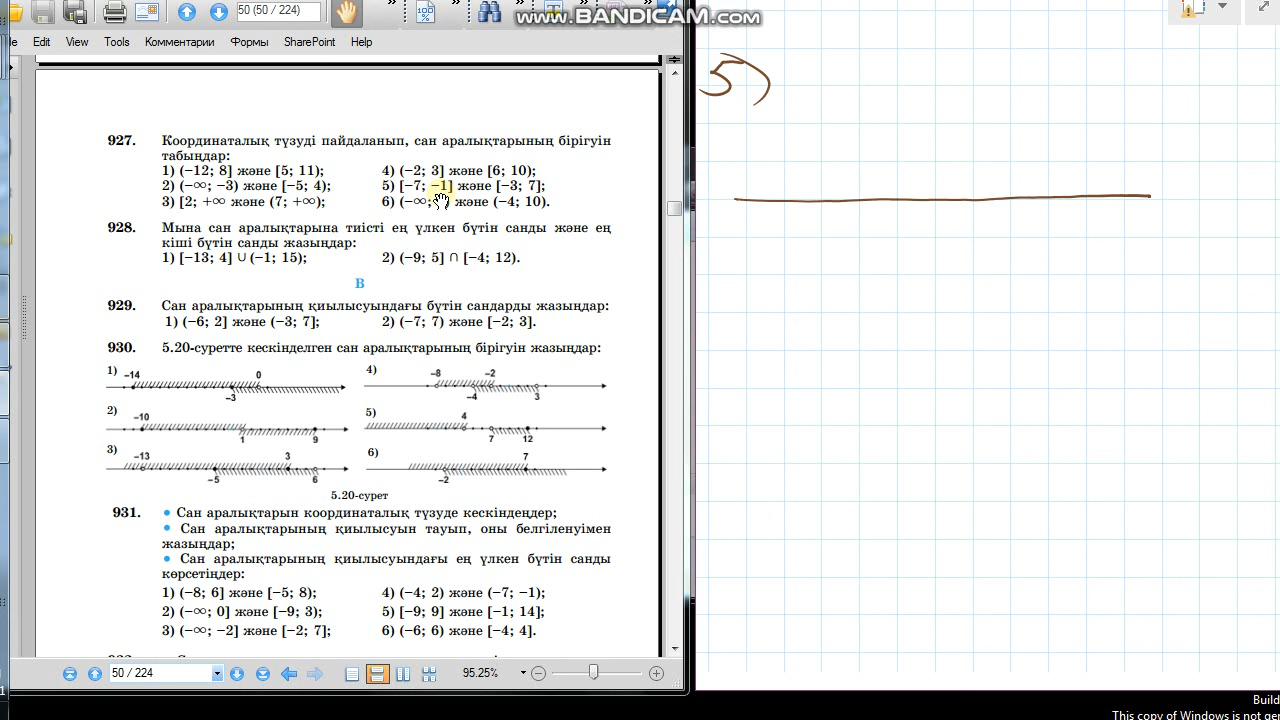 www.BANDICAM.com
50 (50 / 224)
Edit View Tools Комментарии Формы SharePoint Help
5)
927. Координаталық түзуді пайдаланып, сан аралықтарының бірігуін
табыңдар:
1) (−12; 8] және [5; 11); 4) (−2; 3] және [6; 10);
2) (−∞; −3) және [−5; 4); 5) [−7; −1] және [−3; 7];
3) [2; +∞ және (7; +∞); 6) (−∞; ) және (−4; 10).
928. Мына сан аралықтарына тиісті ең үлкен бүтін санды және ең
кіші бүтін санды жазыңдар:
1) [−13; 4] ∪ (−1; 15); 2) (−9; 5] ∩ [−4; 12).
В
929. Сан аралықтарының қиылысуындағы бүтін сандарды жазыңдар:
1) (−6; 2] және (−3; 7]; 2) (−7; 7) және [−2; 3].
930. 5.20-суретте кескінделген сан аралықтарының бірігуін жазыңдар:
1) −14 0 −3
4) −8 −2 −4 3
2) −10 1 9
5) 4 7 12
3) −13 3 −5 6
6) 7 −2
5.20-сурет
931. • Сан аралықтарын координаталық түзуде кескіндеңдер;
• Сан аралықтарының қиылысуын тауып, оны белгіленуімен
жазыңдар;
• Сан аралықтарының қиылысуындағы ең үлкен бүтін санды
көрсетіңдер:
1) (−8; 6] және [−5; 8); 4) (−4; 2) және (−7; −1);
2) (−∞; 0] және [−9; 3); 5) [−9; 9] және [−1; 14];
3) (−∞; −2] және [−2; 7]; 6) (−6; 6) және [−4; 4].
50 / 224 95.25%
Build
This copy of Windows is not ge